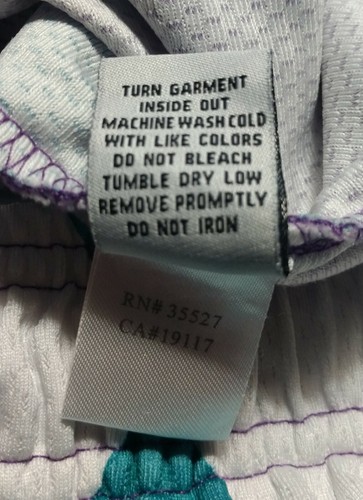 TURN GARMENT
INSIDE OUT
MACHINE WASH COLD
WITH LIKE COLORS
DO NOT BLEACH
TUMBLE DRY LOW
REMOVE PROMPTLY
DO NOT IRON
RN# 35527
CA#19117